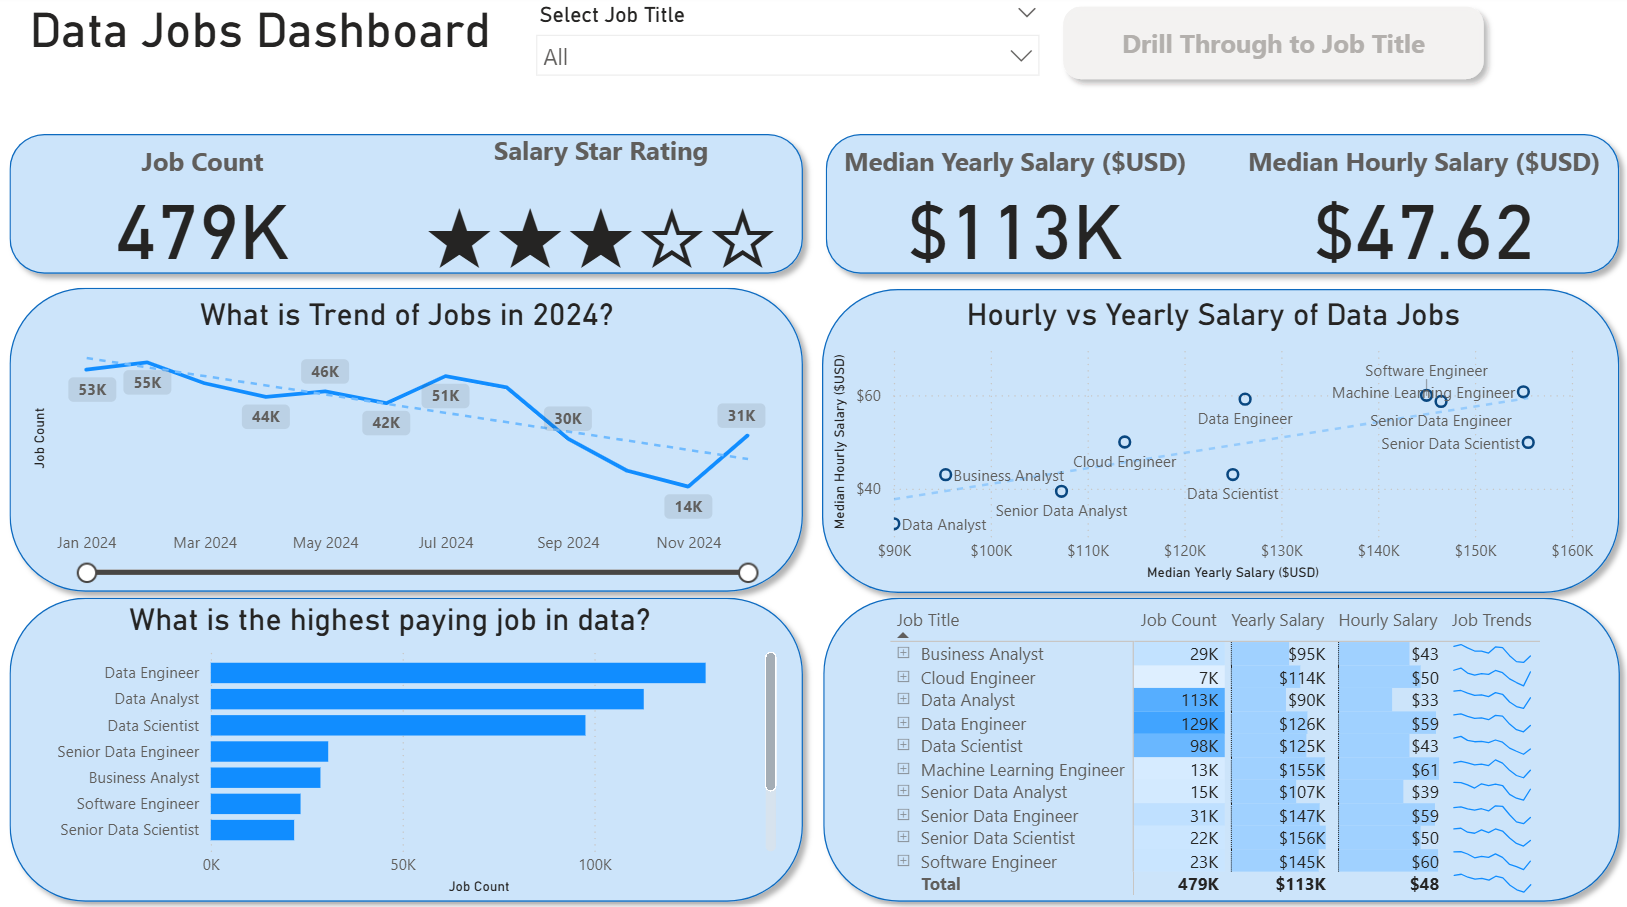 Data Jobs Dashboard
Select Job Title
All
Drill Through to Job Title
Job Count
479K
Salary Star Rating
Median Yearly Salary ($USD)
$113K
Median Hourly Salary ($USD)
$47.62
What is Trend of Jobs in 2024?
Job Count
53K
55K
44K
46K
42K
51K
30K
14K
31K
Jan 2024
Mar 2024
May 2024
Jul 2024
Sep 2024
Nov 2024
Hourly vs Yearly Salary of Data Jobs
Median Hourly Salary ($USD)
$60
$40
Software Engineer
Machine Learning Engineer
Data Engineer
Senior Data Engineer
Senior Data Scientist
Cloud Engineer
Business Analyst
Data Scientist
Senior Data Analyst
Data Analyst
$90K
$100K
$110K
$120K
$130K
$140K
$150K
$160K
Median Yearly Salary ($USD)
What is the highest paying job in data?
Data Engineer
Data Analyst
Data Scientist
Senior Data Engineer
Business Analyst
Software Engineer
Senior Data Scientist
0K
50K
100K
Job Count
Job Title Job Count Yearly Salary Hourly Salary Job Trends
Business Analyst 29K $95K $43
Cloud Engineer 7K $114K $50
Data Analyst 113K $90K $33
Data Engineer 129K $126K $59
Data Scientist 98K $125K $43
Machine Learning Engineer 13K $155K $61
Senior Data Analyst 15K $107K $39
Senior Data Engineer 31K $147K $59
Senior Data Scientist 22K $156K $50
Software Engineer 23K $145K $60
Total 479K $113K $48